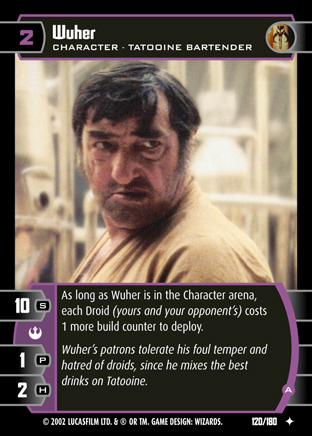 2
Wuher
CHARACTER - TATOOINE BARTENDER
10 S
1 P
2 H
As long as Wuher is in the Character arena,
each Droid (yours and your opponent's) costs
1 more build counter to deploy.
Wuher's patrons tolerate his foul temper and
hatred of droids, since he mixes the best
drinks on Tatooine.
A
© 2002 LUCASFILM LTD. & ® OR TM. GAME DESIGN: WIZARDS. 120/180